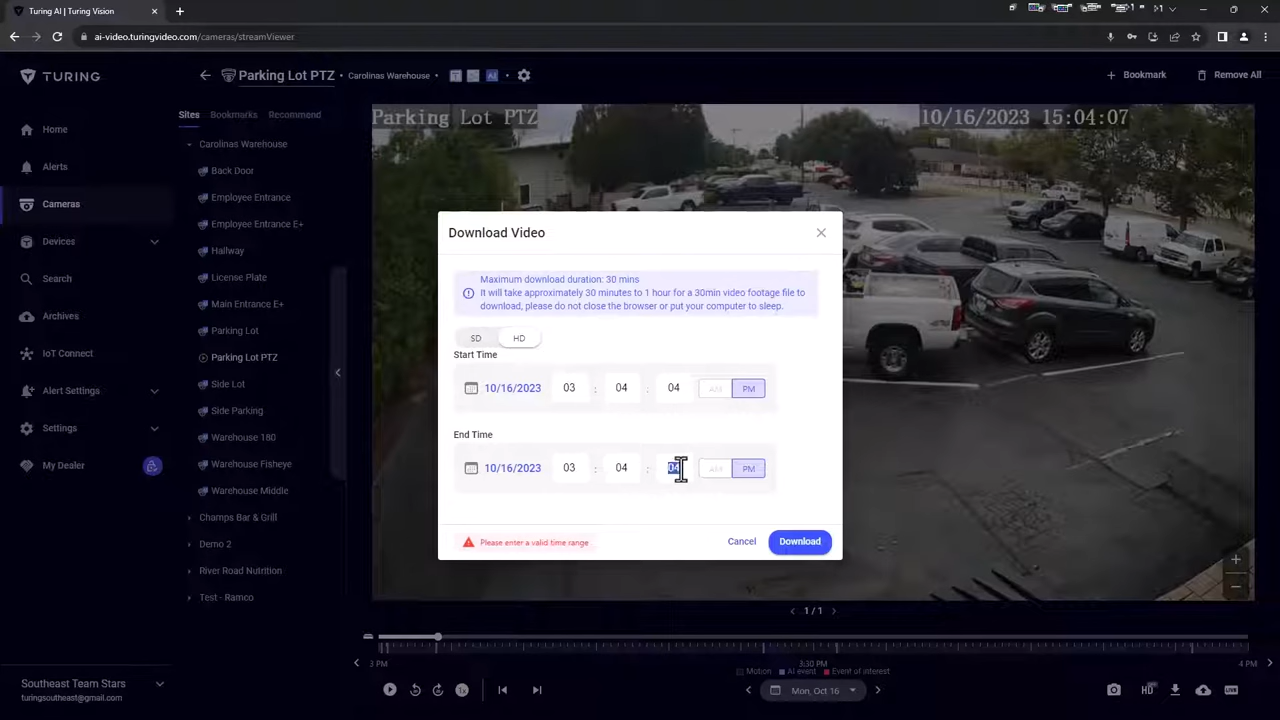 Turing AI | Turing Vision
ai-video.turingvideo.com/cameras/streamViewer
TURING
Parking Lot PTZ • Carolinas Warehouse •
Bookmark
Remove All
Home
Alerts
Cameras
Devices
Search
Archives
IoT Connect
Alert Settings
Settings
My Dealer
Southeast Team Stars
turingsoutheast@gmail.com
Sites Bookmarks Recommend
Carolinas Warehouse
Back Door
Employee Entrance
Employee Entrance E+
Hallway
License Plate
Main Entrance E+
Parking Lot
Parking Lot PTZ
Side Lot
Side Parking
Warehouse 180
Warehouse Fisheye
Warehouse Middle
Champs Bar & Grill
Demo 2
River Road Nutrition
Test - Ramco
Parking Lot PTZ
10/16/2023 15:04:07
Download Video
Maximum download duration: 30 mins
It will take approximately 30 minutes to 1 hour for a 30min video footage file to
download, please do not close the browser or put your computer to sleep.
SD HD
Start Time
10/16/2023 03 : 04 : 04 AM PM
End Time
10/16/2023 03 : 04 : 04 AM PM
Please enter a valid time range
Cancel
Download
1 / 1
3 PM
3:30 PM
4 PM
Motion AI event Event of interest
1x
Mon, Oct 16
HD
LIVE